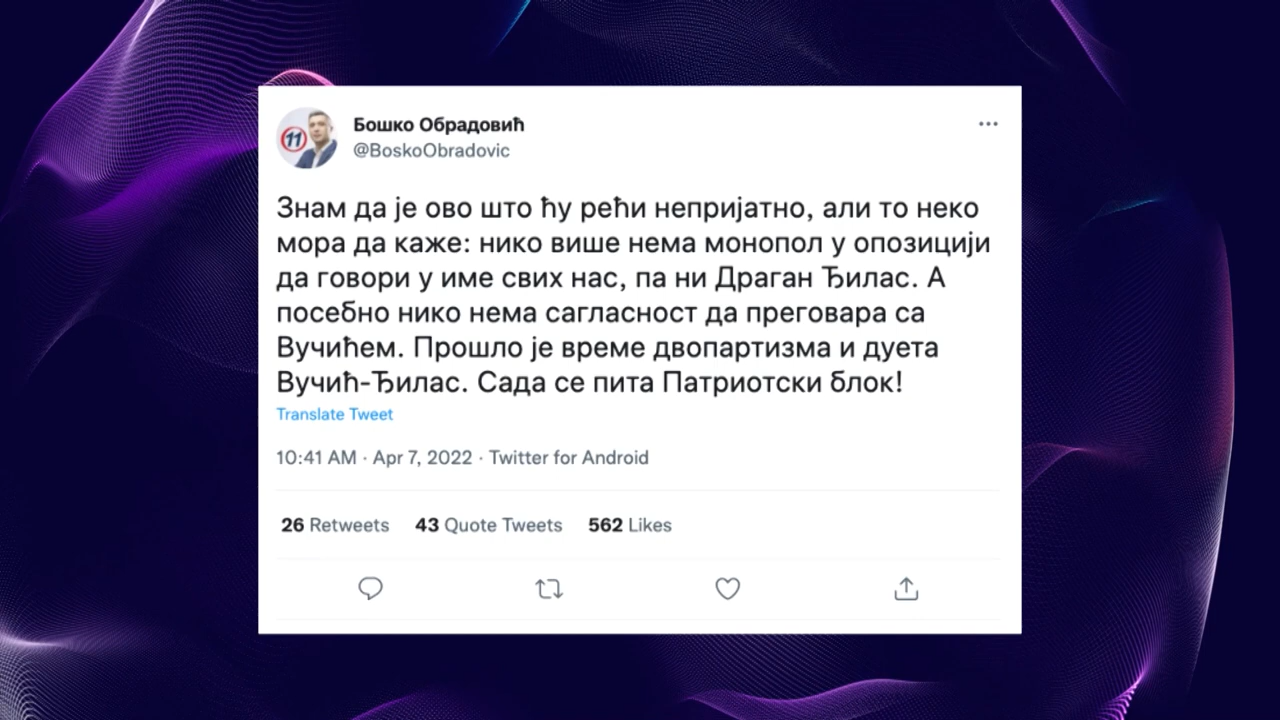 11
Бошко Обрадовић
@BoskoObradovic
Знам да је ово што ћу рећи непријатно, али то неко
мора да каже: нико више нема монопол у опозицији
да говори у име свих нас, па ни Драган Ђилас. А
посебно нико нема сагласност да преговара са
Вучићем. Прошло је време двопартизма и дуета
Вучић-Ђилас. Сада се пита Патриотски блок!
Translate Tweet
10:41 AM · Apr 7, 2022 · Twitter for Android
26 Retweets 43 Quote Tweets 562 Likes